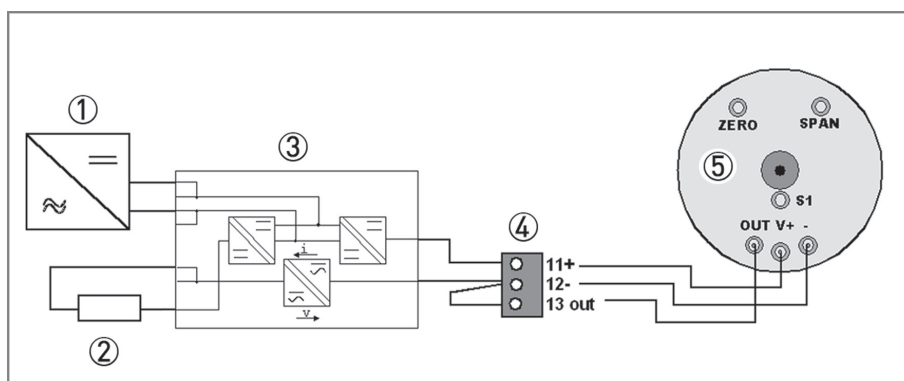 ①
③
ZERO
SPAN
⑤
S1
④
OUT V+ -
i
11+
12-
v
13 out
②